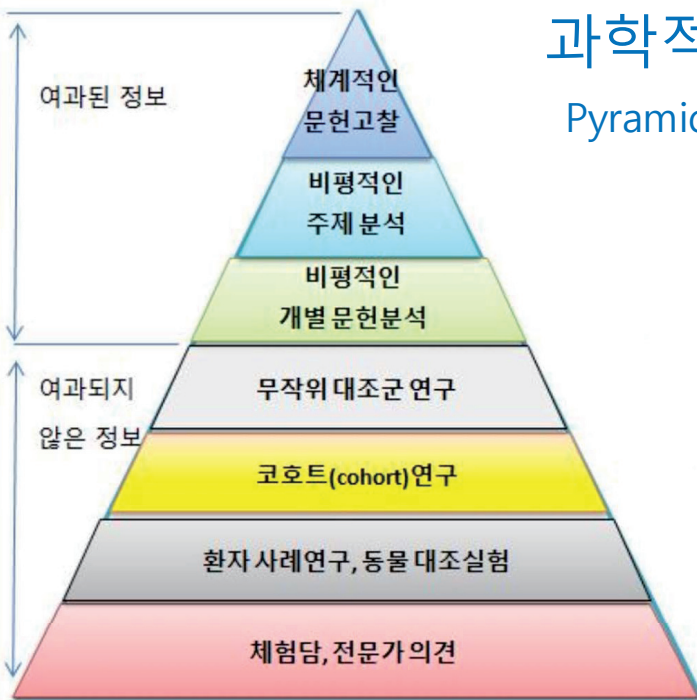 과학적
Pyramid
여과된 정보
체계적인
문헌고찰
비평적인
주제 분석
비평적인
개별 문헌분석
여과되지
않은 정보
무작위 대조군 연구
코호트(cohort)연구
환자 사례연구, 동물 대조실험
체험담, 전문가 의견